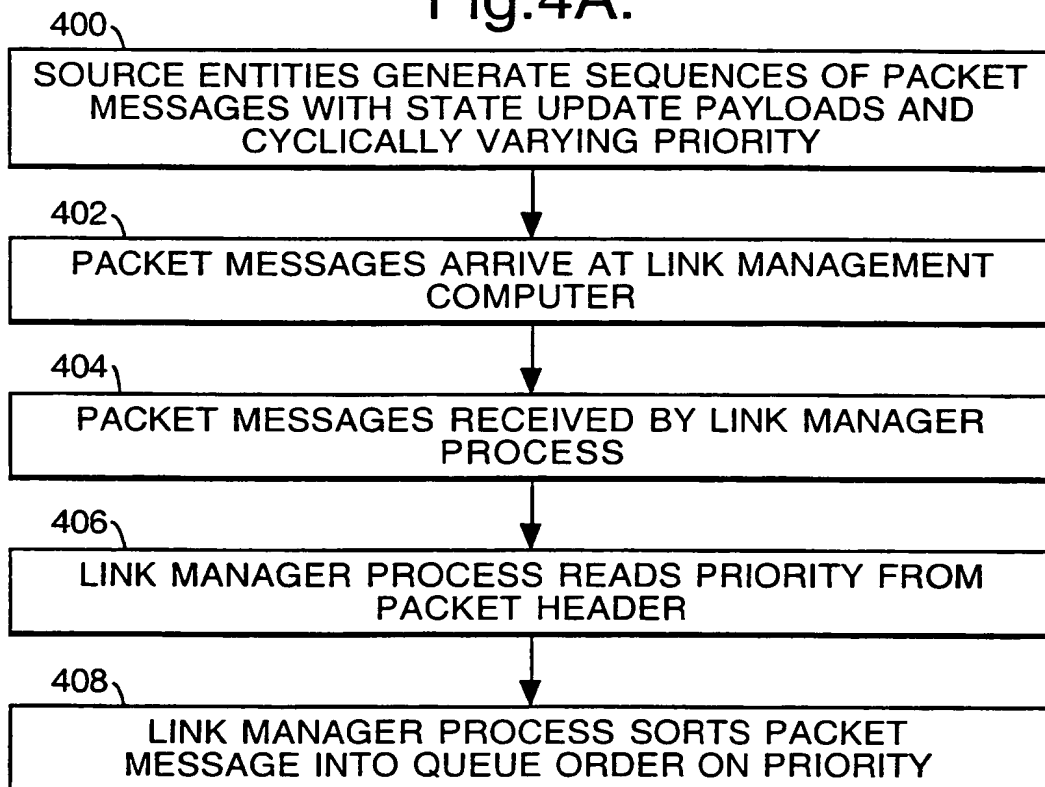 Fig.4A.
400
SOURCE ENTITIES GENERATE SEQUENCES OF PACKET
MESSAGES WITH STATE UPDATE PAYLOADS AND
CYCLICALLY VARYING PRIORITY
402
PACKET MESSAGES ARRIVE AT LINK MANAGEMENT
COMPUTER
404
PACKET MESSAGES RECEIVED BY LINK MANAGER
PROCESS
406
LINK MANAGER PROCESS READS PRIORITY FROM
PACKET HEADER
408
LINK MANAGER PROCESS SORTS PACKET
MESSAGE INTO QUEUE ORDER ON PRIORITY